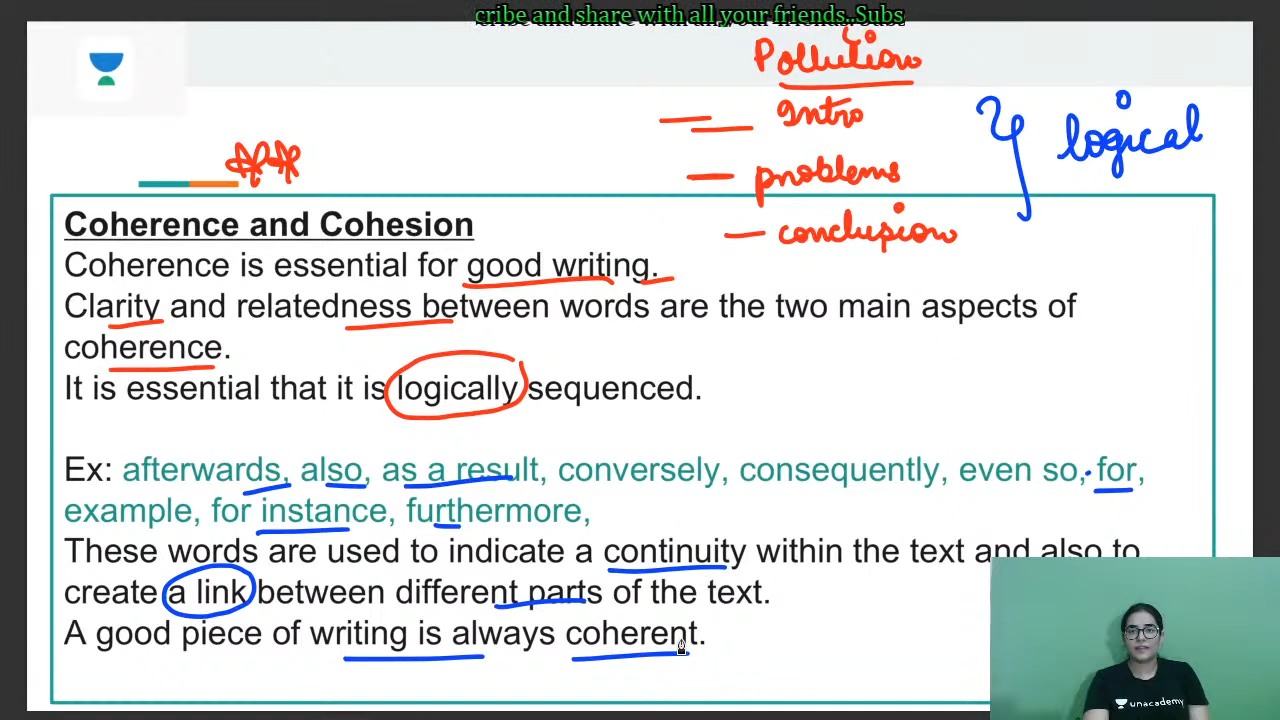 cribe and share with all your friends..Subs
Pollution
Intro
problems
conclusion
logical
Coherence and Cohesion
Coherence is essential for good writing.
Clarity and relatedness between words are the two main aspects of
coherence.
It is essential that it is logically sequenced.
Ex: afterwards, also, as a result, conversely, consequently, even so, for,
example, for instance, furthermore,
These words are used to indicate a continuity within the text and also to
create a link between different parts of the text.
A good piece of writing is always coherent.
unacademy